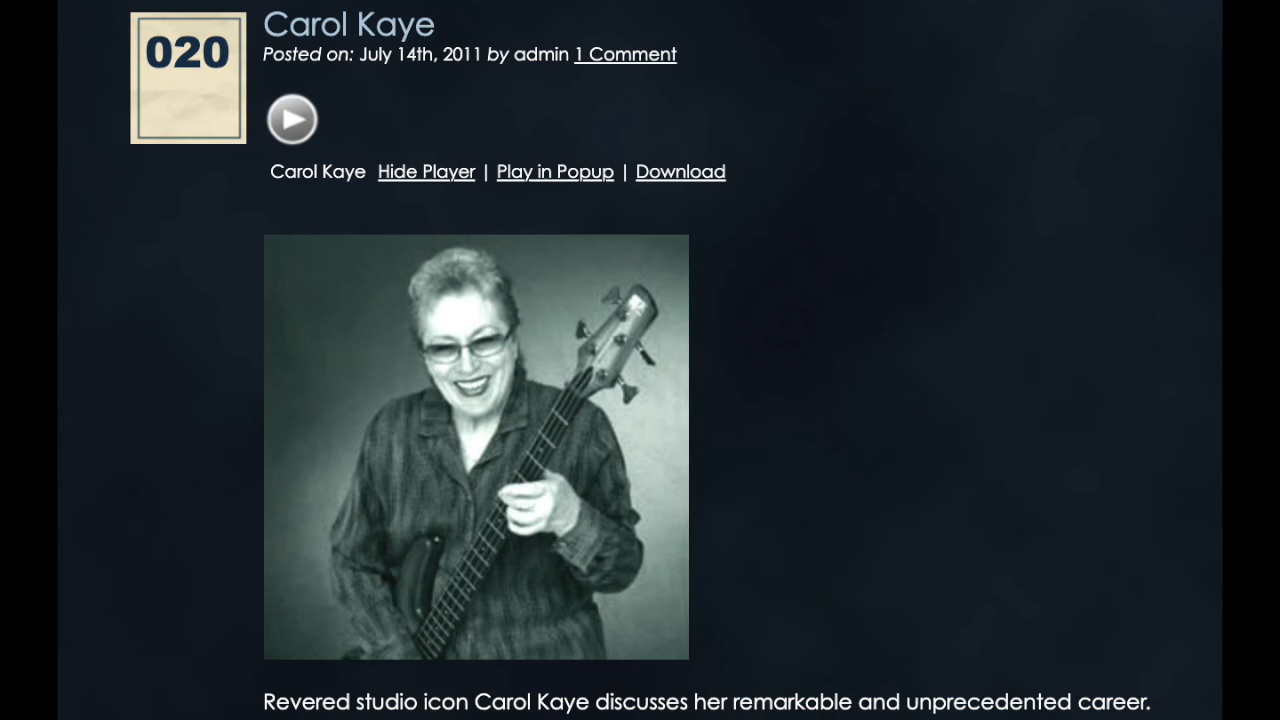 020
Carol Kaye
Posted on: July 14th, 2011 by admin 1 Comment
Carol Kaye Hide Player | Play in Popup | Download
Revered studio icon Carol Kaye discusses her remarkable and unprecedented career.